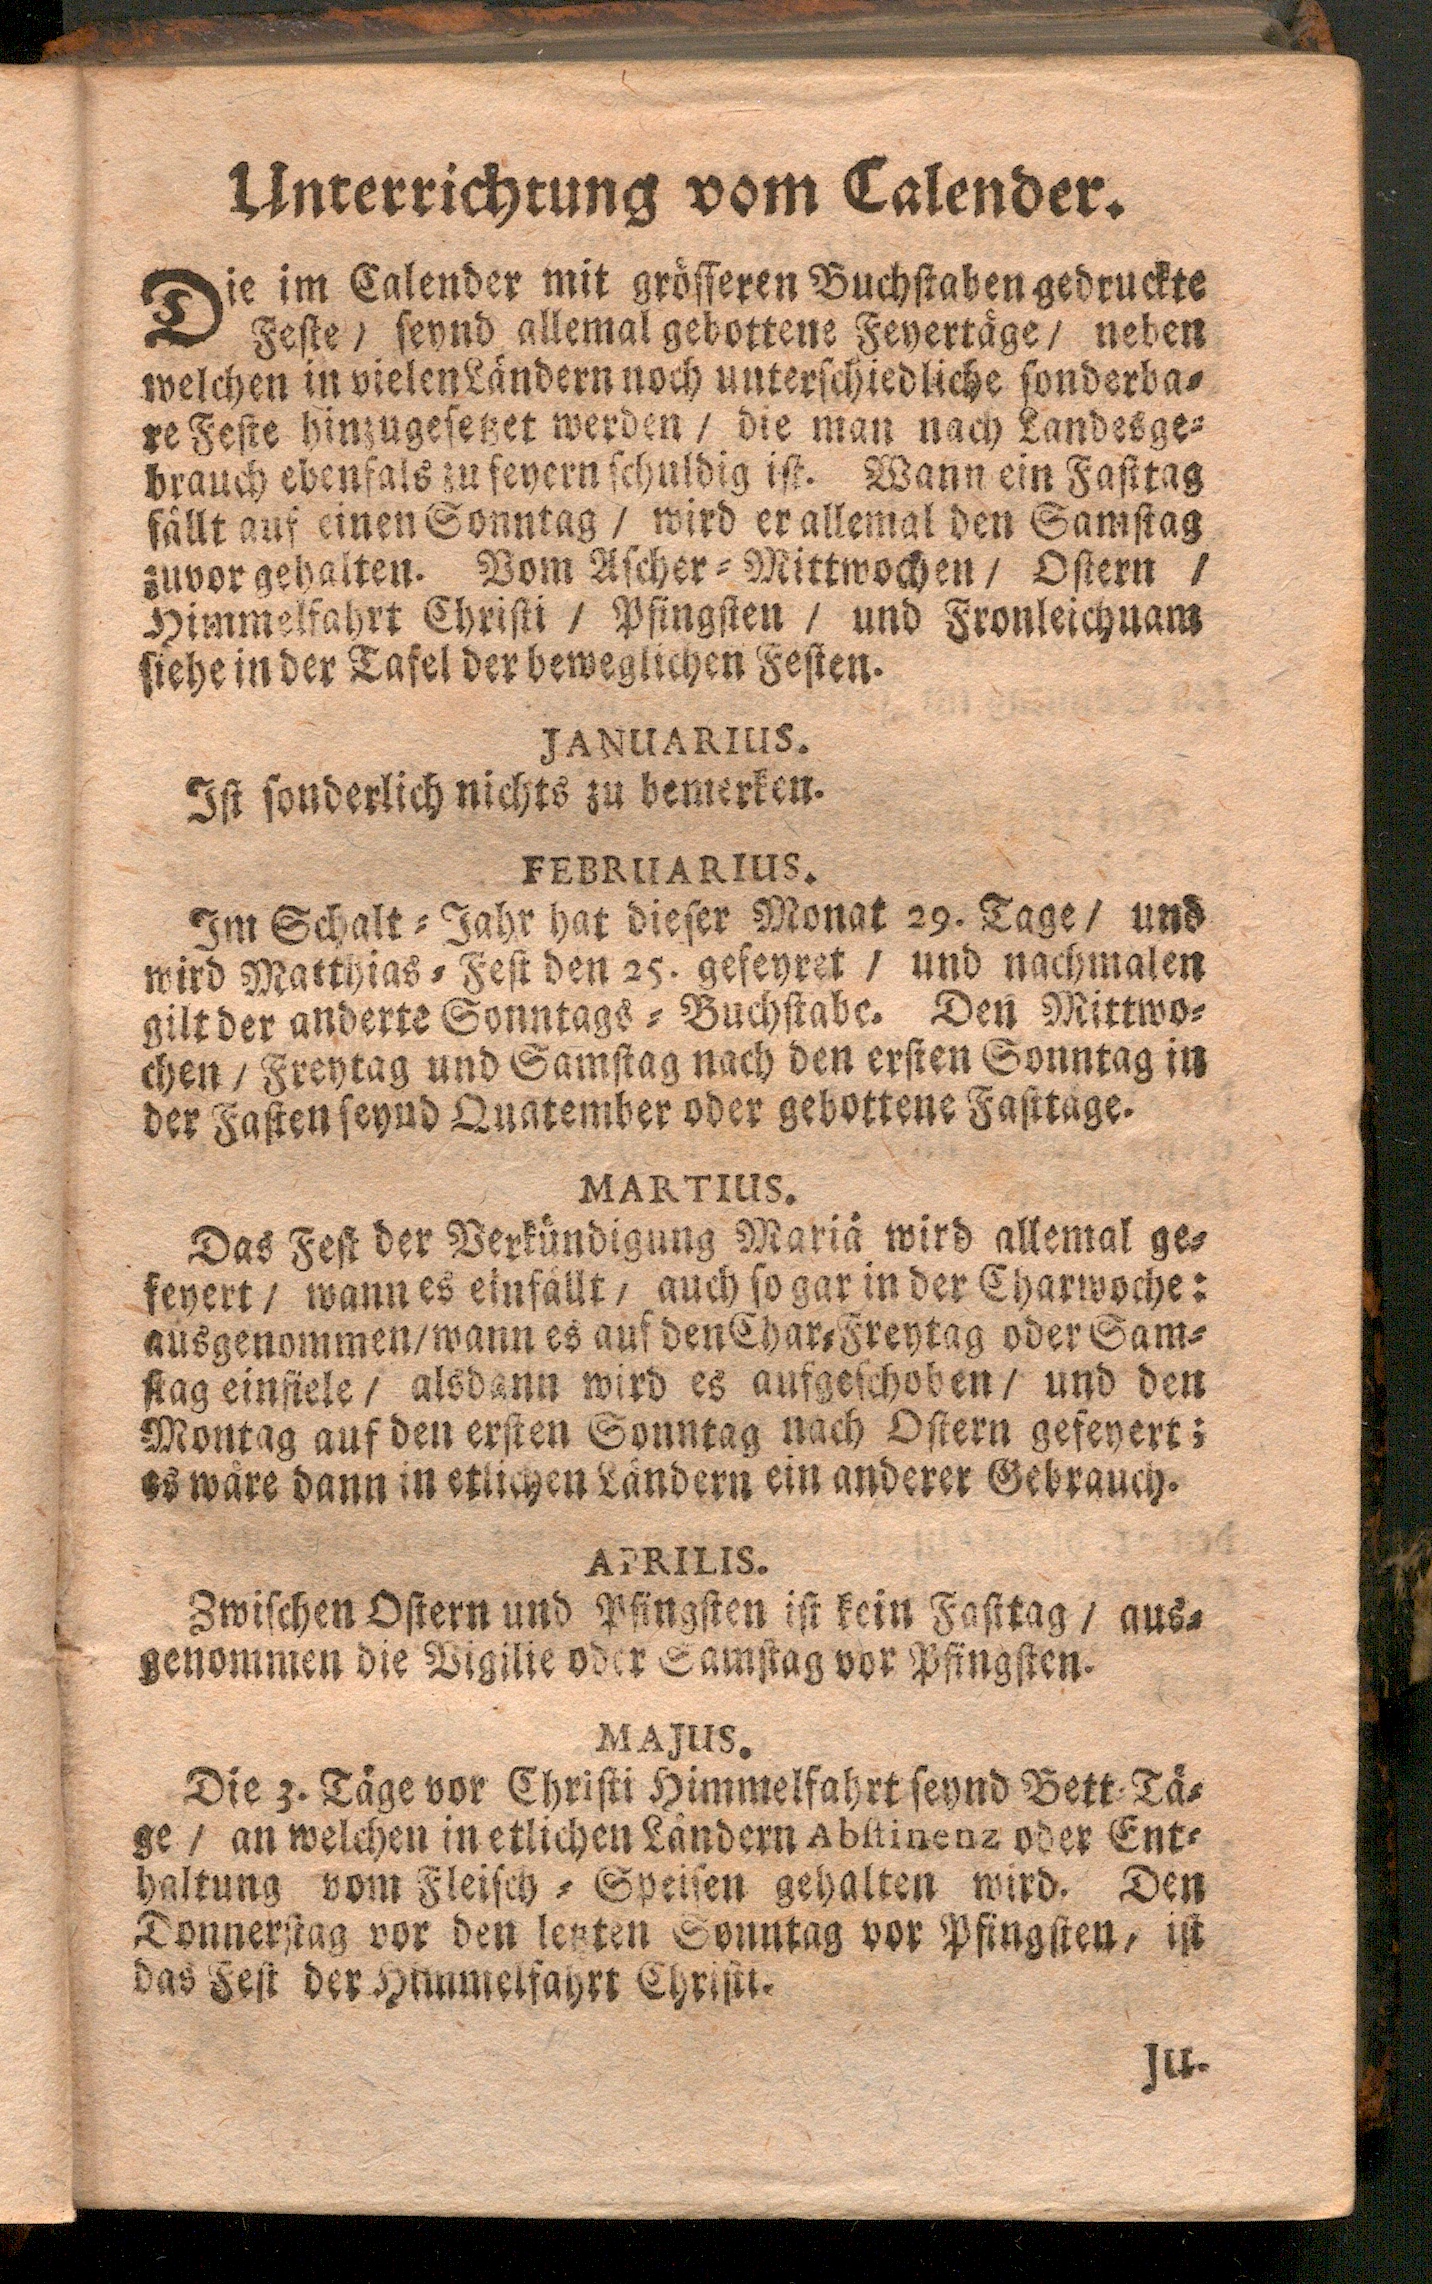 Unterrichtung vom Calender.
Die im Calender mit grösseren Buchstaben gedruckte
Feste / seynd allemal gebottene Feyertäge / neben
welchen in vielen Ländern noch unterschiedliche sonderba-
re Feste hinzugesetzet werden / die man nach Landesge-
brauch ebenfals zu feyern schuldig ist. Wann ein Fasttag
fällt auf einen Sonntag / wird er allemal den Samstag
zuvor gehalten. Vom Ascher-Mittwochen / Ostern /
Himmelfahrt Christi / Pfingsten / und Fronleichnam
siehe in der Tafel der beweglichen Festen.
JANUARIUS.
Ist sonderlich nichts zu bemerken.
FEBRUARIUS.
Im Schalt-Jahr hat dieser Monat 29. Tage / und
wird Matthias-Fest den 25. gefeyret / und nachmalen
gilt der anderte Sonntags-Buchstabe. Den Mittwo-
chen / Freytag und Samstag nach den ersten Sonntag in
der Fasten seynd Quatember oder gebottene Fasttäge.
MARTIUS.
Das Fest der Verkündigung Mariä wird allemal ge-
feyert / wann es einfällt / auch so gar in der Charwoche:
ausgenommen / wann es auf den Char-Freytag oder Sam-
stag einfiele / alsdann wird es aufgeschoben / und den
Montag auf den ersten Sonntag nach Ostern gefeyert:
es wäre dann in etlichen Ländern ein anderer Gebrauch.
APRILIS.
Zwischen Ostern und Pfingsten ist kein Fasttag / aus-
genommen die Vigilie oder Samstag vor Pfingsten.
MAJUS.
Die 3. Täge vor Christi Himmelfahrt seynd Bett-Tä-
ge / an welchen in etlichen Ländern Abstinenz oder Ent-
haltung vom Fleisch-Speisen gehalten wird. Den
Donnerstag vor den letzten Sonntag vor Pfingsten / ist
das Fest der Himmelfahrt Christi.
JU-